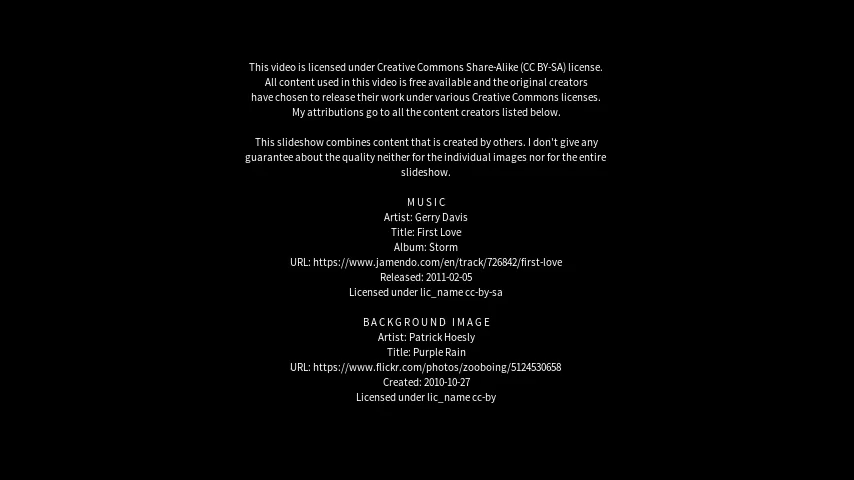 This video is licensed under Creative Commons Share-Alike (CC BY-SA) license.
All content used in this video is free available and the original creators
have chosen to release their work under various Creative Commons licenses.
My attributions go to all the content creators listed below.
This slideshow combines content that is created by others. I don't give any
guarantee about the quality neither for the individual images nor for the entire
slideshow.
MUSIC
Artist: Gerry Davis
Title: First Love
Album: Storm
URL: https://www.jamendo.com/en/track/726842/first-love
Released: 2011-02-05
Licensed under lic_name cc-by-sa
BACKGROUND IMAGE
Artist: Patrick Hoesly
Title: Purple Rain
URL: https://www.flickr.com/photos/zooboing/5124530658
Created: 2010-10-27
Licensed under lic_name cc-by